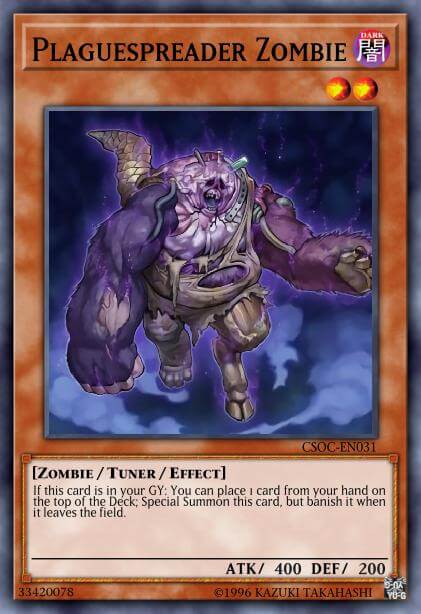 PLAGUESPREADER ZOMBIE
DARK
闇
CSOC-EN031
[ZOMBIE / TUNER / EFFECT]
If this card is in your GY: You can place 1 card from your hand on
the top of the Deck; Special Summon this card, but banish it when
it leaves the field.
ATK/ 400 DEF/ 200
33420078
©1996 KAZUKI TAKAHASHI